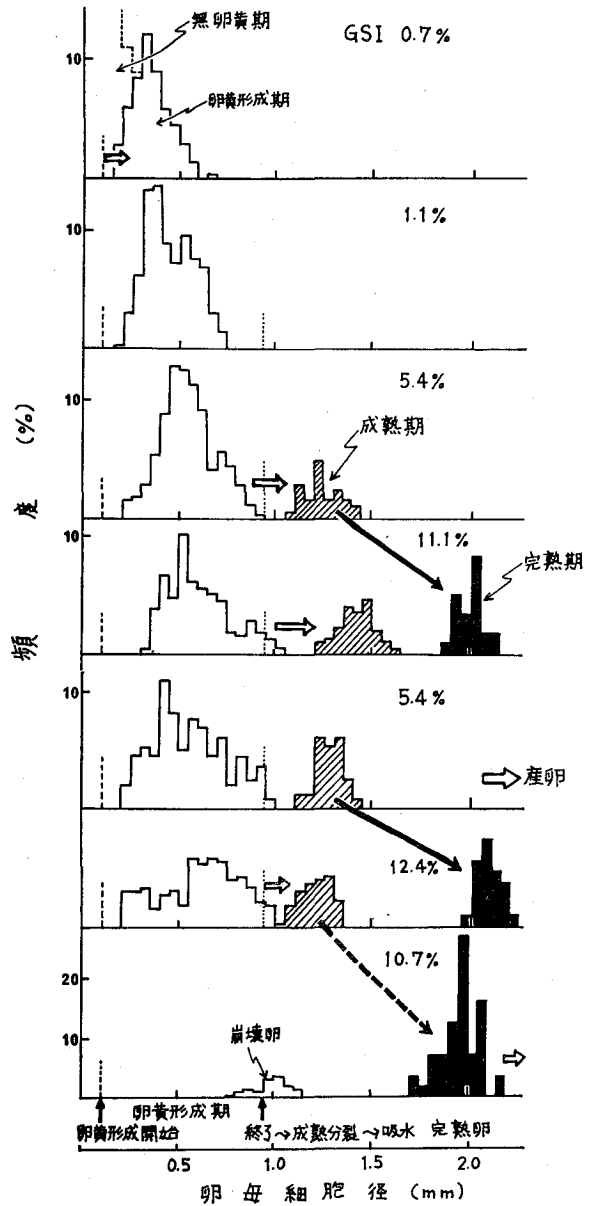 無卵黄期
GSI 0.7%
10
卵黄形成期
1.1%
10
5.4%
10
成熟期
産 (%)
頻
11.1%
10
完熟期
5.4%
10
産卵
12.4%
10.7%
20
10
崩壊卵
卵黄形成期
卵黄形成開始
終了→成熟分裂→吸水 完熟卵
0.5 1.0 1.5 2.0
卵母細胞径 (mm)